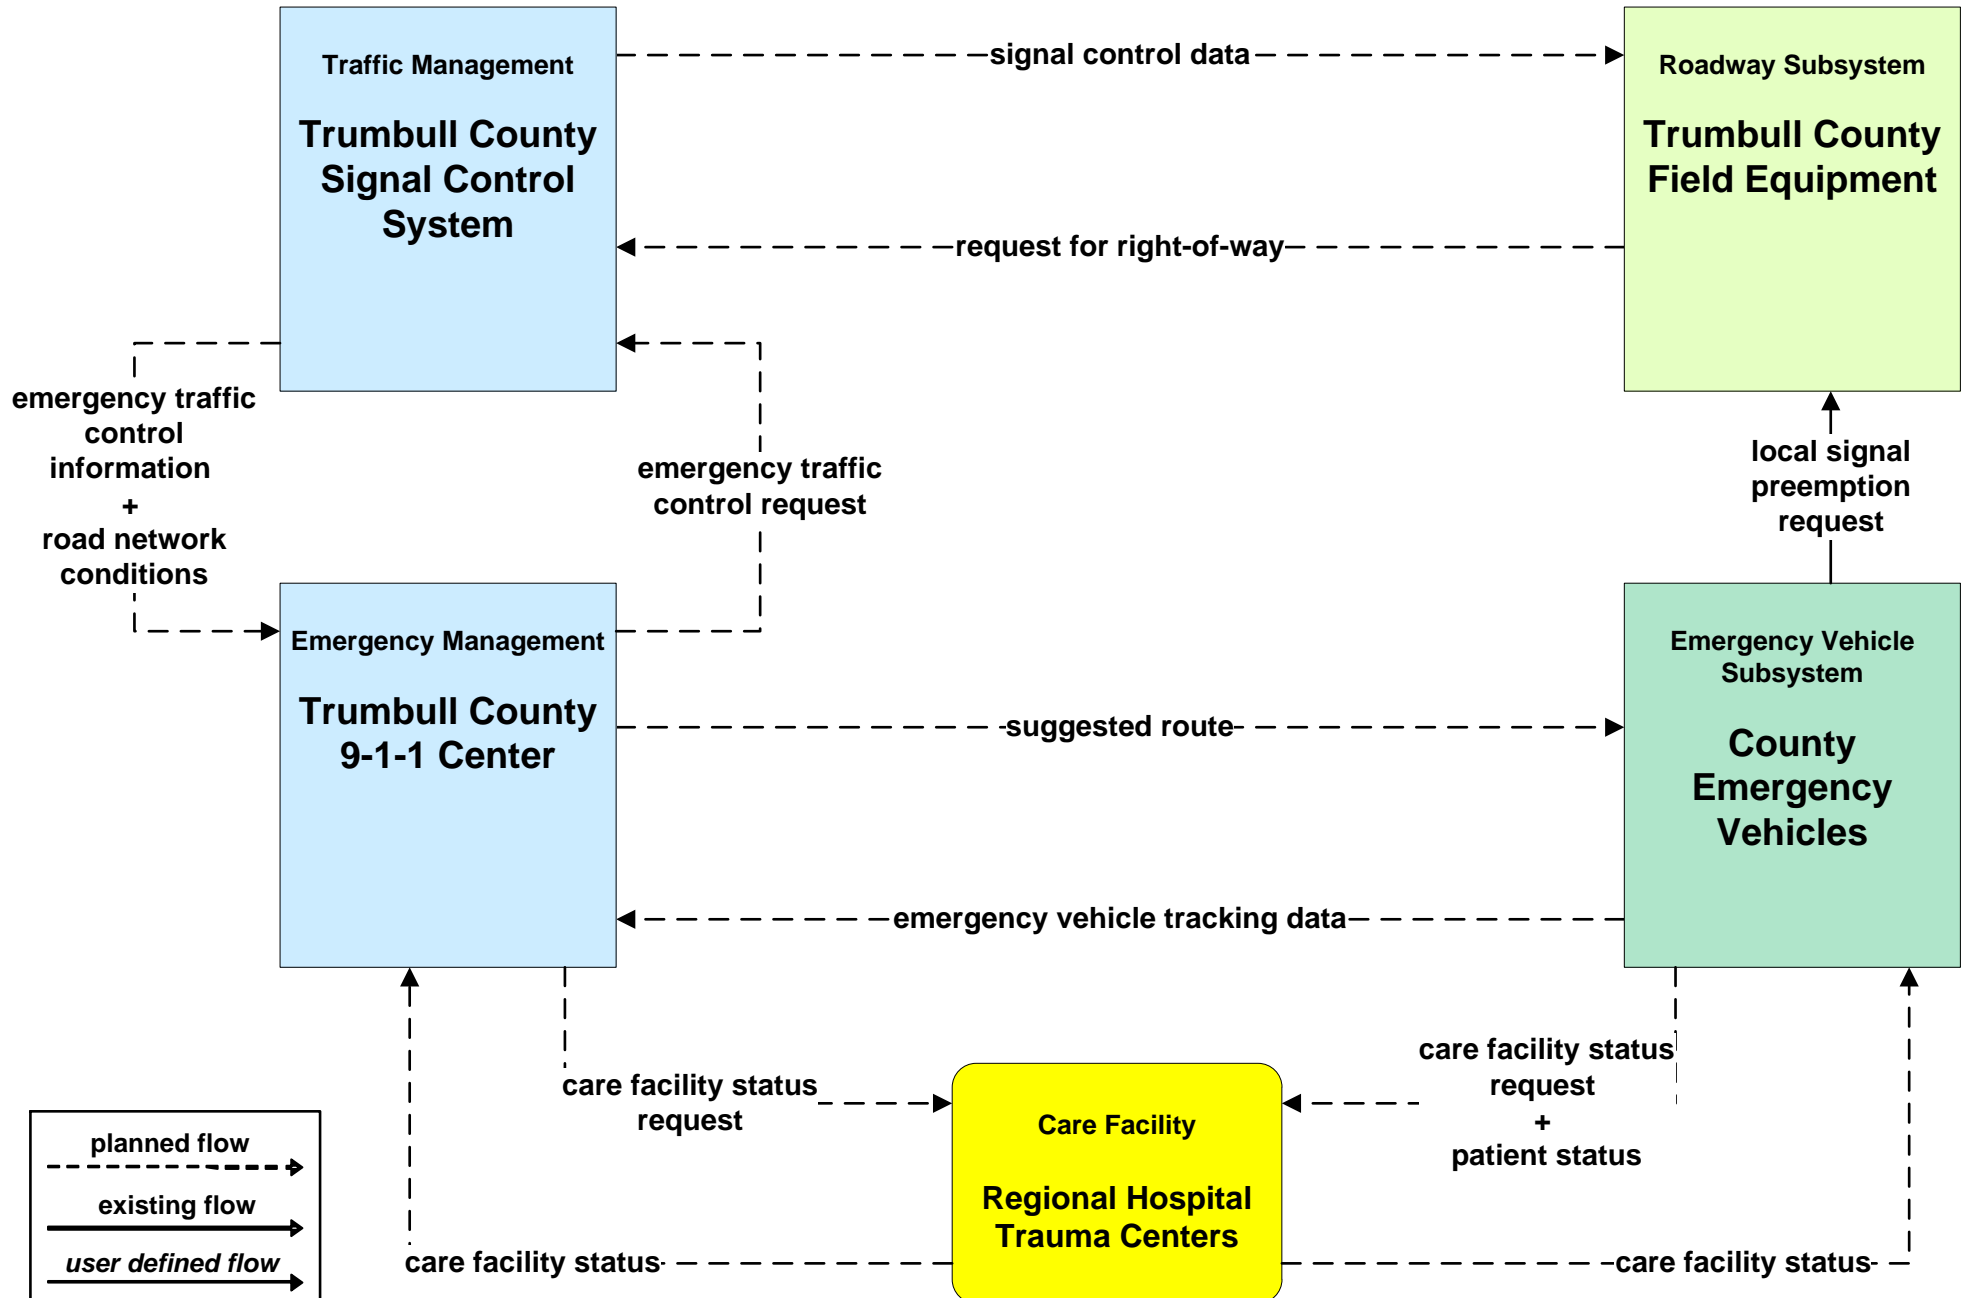 Traffic Management
Trumbull County
Signal Control
System
signal control data
request for right-of-way
Roadway Subsystem
Trumbull County
Field Equipment
emergency traffic
control
information
+
road network
conditions
emergency traffic
control request
local signal
preemption
request
Emergency Management
Trumbull County
9-1-1 Center
suggested route
emergency vehicle tracking data
Emergency Vehicle
Subsystem
County
Emergency
Vehicles
care facility status
request
care facility status
request
+
patient status
Care Facility
Regional Hospital
Trauma Centers
care facility status
care facility status
planned flow
existing flow
user defined flow